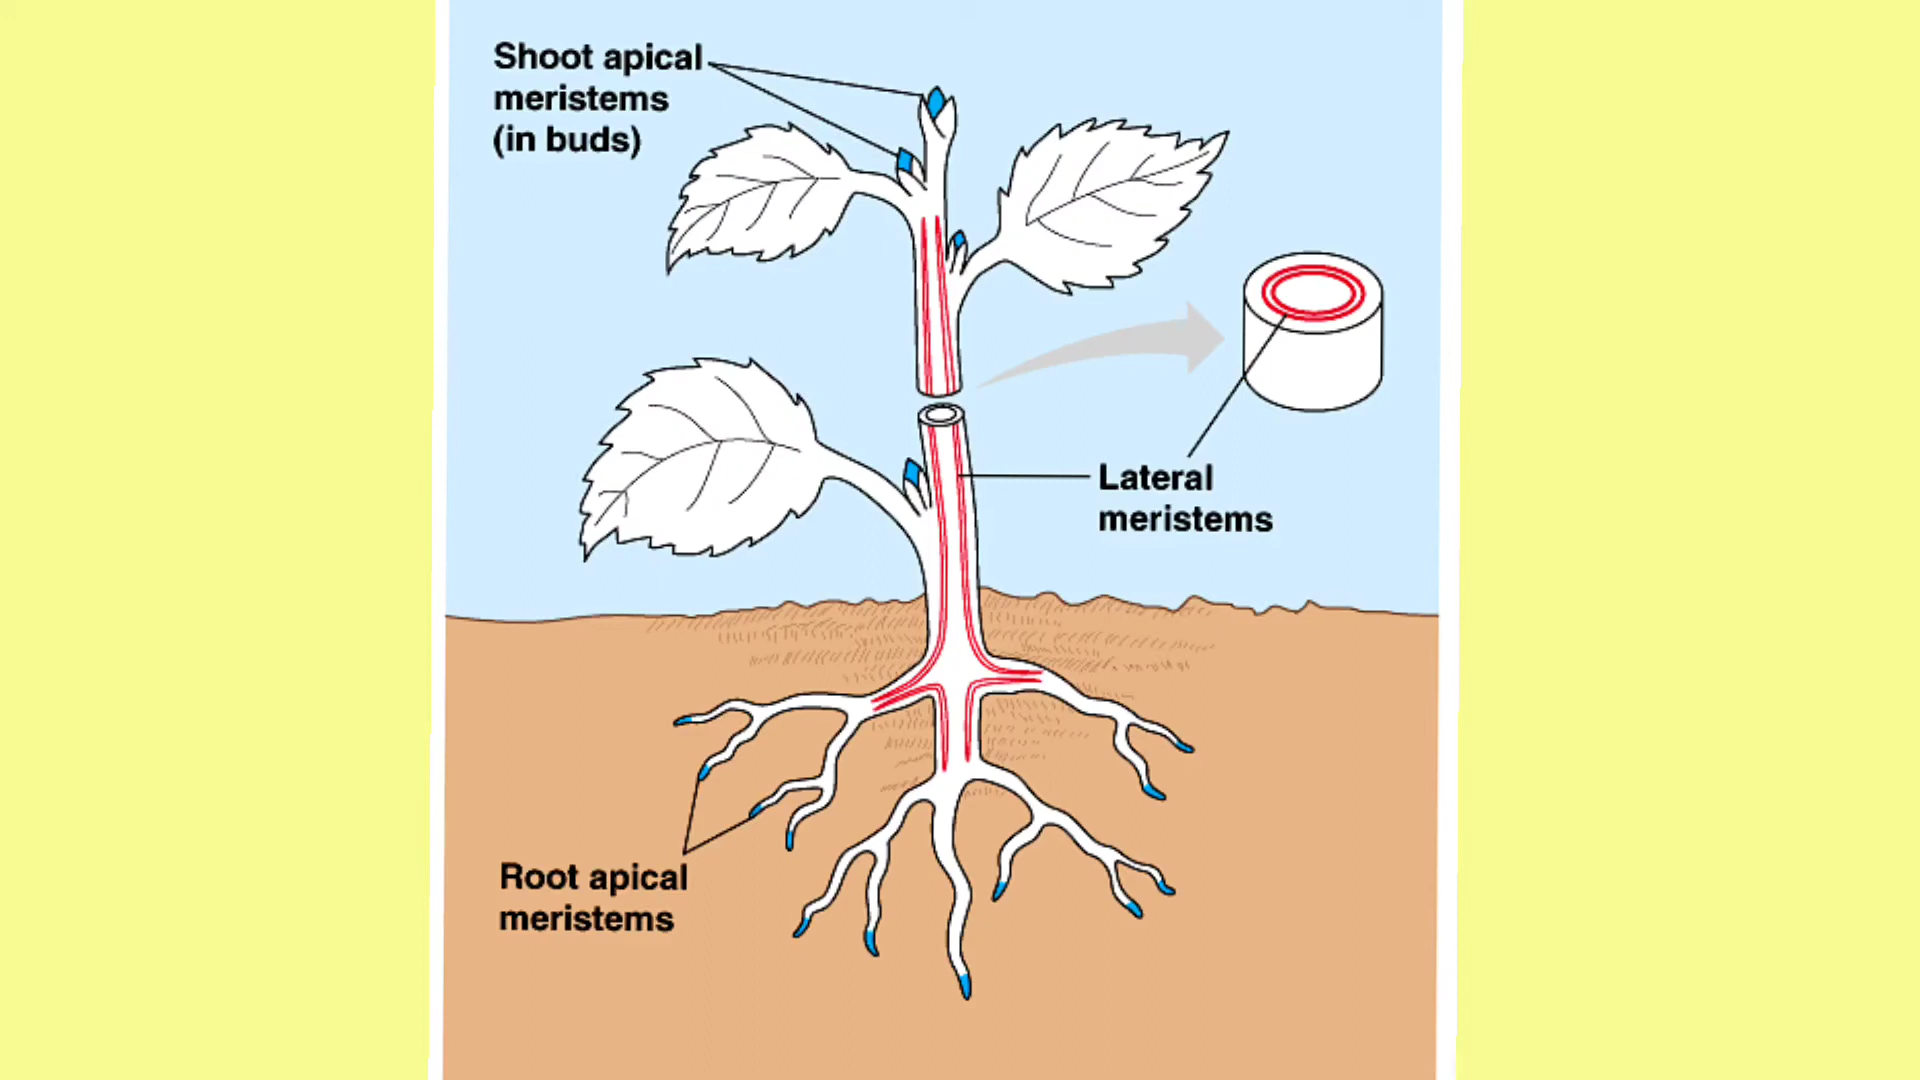 Shoot apical
meristems
(in buds)
Lateral
meristems
Root apical
meristems